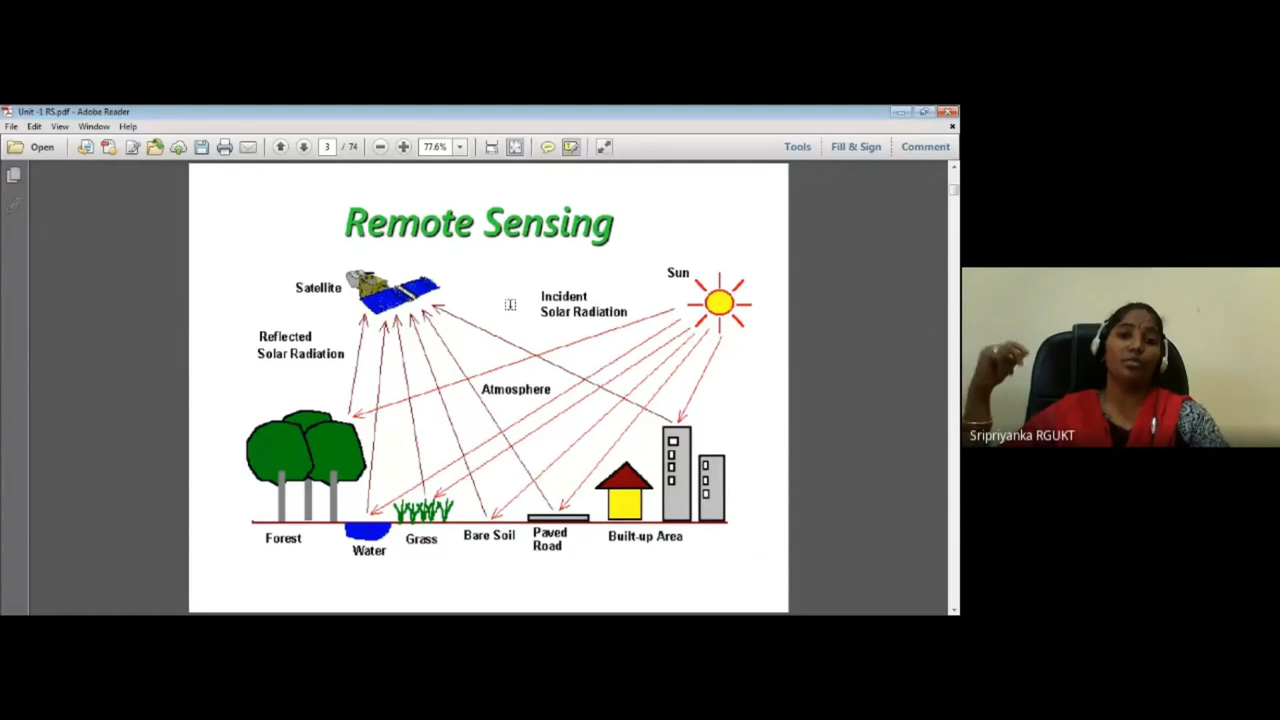 Unit -1 RS.pdf - Adobe Reader
File Edit View Window Help
Open 3 / 74 77.6% Tools Fill & Sign Comment
Remote Sensing
Satellite
Sun
Incident
Solar Radiation
Reflected
Solar Radiation
Atmosphere
Forest
Water
Grass
Bare Soil
Paved
Road
Built-up Area
Sripriyanka RGUKT